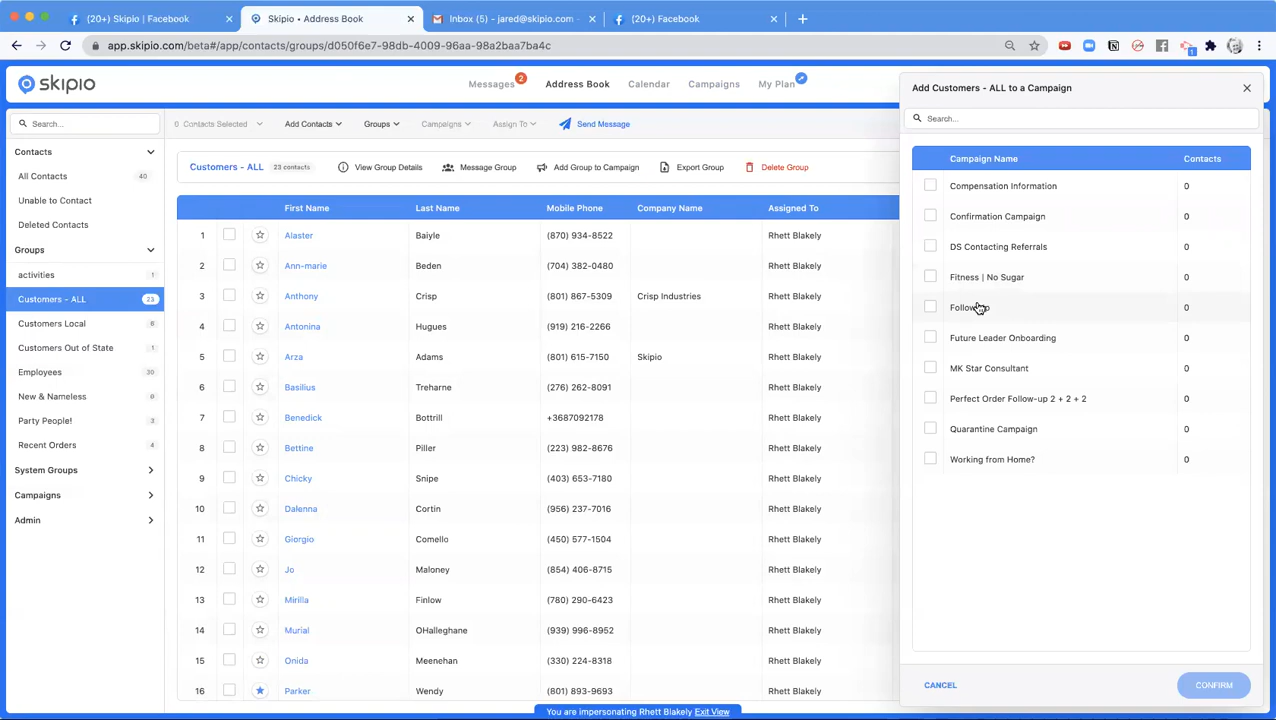 (20+) Skipio | Facebook
Skipio • Address Book
Inbox (5) - jared@skipio.com -
(20+) Facebook
app.skipio.com/beta#/app/contacts/groups/d050f6e7-98db-4009-96aa-98a2baa7ba4c
1
skipio
Messages 2
Address Book
Calendar
Campaigns
My Plan
Search...
Contacts
All Contacts 40
Unable to Contact
Deleted Contacts
Groups
activities 1
Customers - ALL 23
Customers Local 6
Customers Out of State 1
Employees 30
New & Nameless 0
Party People! 3
Recent Orders 4
System Groups
Campaigns
Admin
0 Contacts Selected
Add Contacts
Groups
Campaigns
Assign To
Send Message
Customers - ALL 23 contacts
View Group Details
Message Group
Add Group to Campaign
Export Group
Delete Group
First Name Last Name Mobile Phone Company Name Assigned To
1 Alaster Baiyle (870) 934-8522 Rhett Blakely
2 Ann-marie Beden (704) 382-0480 Rhett Blakely
3 Anthony Crisp (801) 867-5309 Crisp Industries Rhett Blakely
4 Antonina Hugues (919) 216-2266 Rhett Blakely
5 Arza Adams (801) 615-7150 Skipio Rhett Blakely
6 Basilius Treharne (276) 262-8091 Rhett Blakely
7 Benedick Bottrill +3687092178 Rhett Blakely
8 Bettine Piller (223) 982-8676 Rhett Blakely
9 Chicky Snipe (403) 653-7180 Rhett Blakely
10 Dalenna Cortin (956) 237-7016 Rhett Blakely
11 Giorgio Comello (450) 577-1504 Rhett Blakely
12 Jo Maloney (854) 406-8715 Rhett Blakely
13 Mirilla Finlow (780) 290-6423 Rhett Blakely
14 Murial OHalleghane (939) 996-8952 Rhett Blakely
15 Onida Meenehan (330) 224-8318 Rhett Blakely
16 Parker Wendy (801) 893-9693 Rhett Blakely
You are impersonating Rhett Blakely Exit View
Add Customers - ALL to a Campaign
Search...
Campaign Name Contacts
Compensation Information 0
Confirmation Campaign 0
DS Contacting Referrals 0
Fitness | No Sugar 0
0
Future Leader Onboarding 0
MK Star Consultant 0
Perfect Order Follow-up 2 + 2 + 2 0
Quarantine Campaign 0
Working from Home? 0
CANCEL
CONFIRM